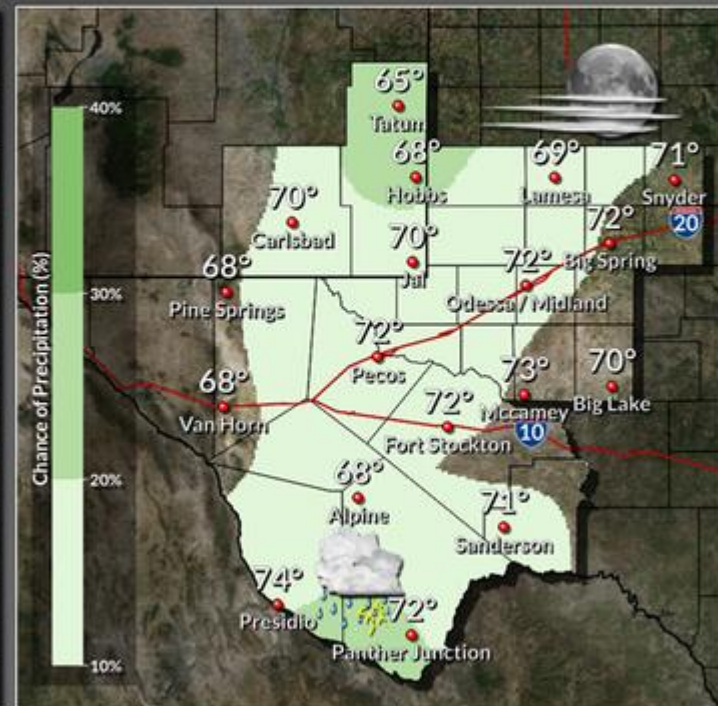 40%
30%
20%
10%
Chance of Precipitation (%)
65°
Tatum
68°
Hobbs
69°
Lamesa
71°
Snyder
20
70°
Carlsbad
70°
Jal
72°
Big Spring
72°
Odessa / Midland
68°
Pine Springs
72°
Pecos
73°
Mccamey
70°
Big Lake
68°
Van Horn
72°
Fort Stockton
10
68°
Alpine
71°
Sanderson
74°
Presidio
72°
Panther Junction